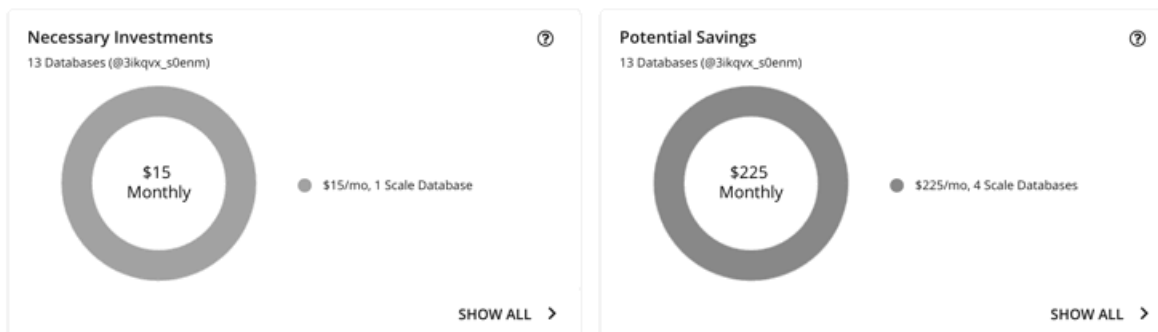 Necessary Investments
13 Databases (@3ikqvx_s0enm)
$15
Monthly
$15/mo, 1 Scale Database
SHOW ALL
Potential Savings
13 Databases (@3ikqvx_s0enm)
$225
Monthly
$225/mo, 4 Scale Databases
SHOW ALL